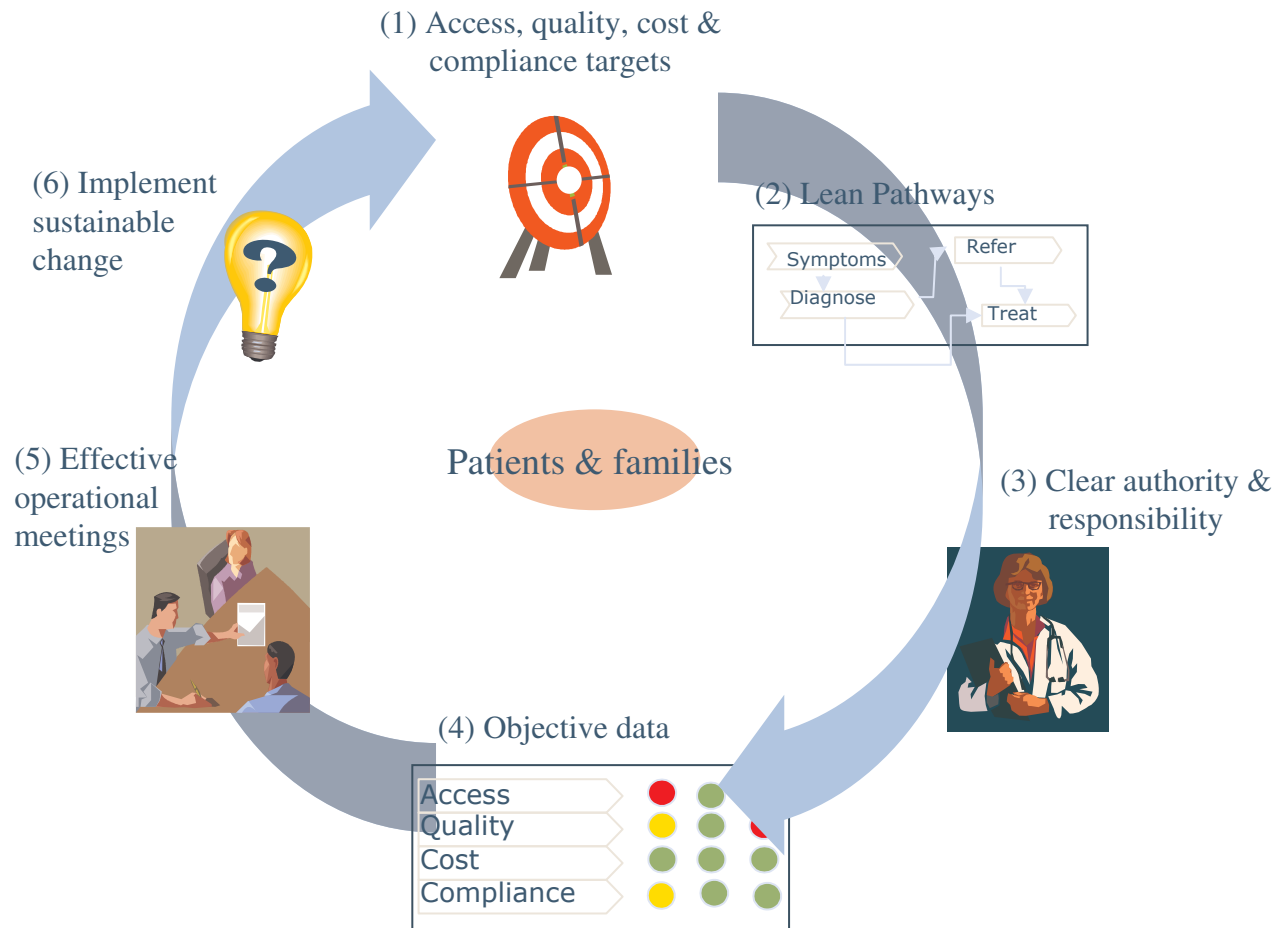 (1) Access, quality, cost &
compliance targets
(2) Lean Pathways
Symptoms
Refer
Diagnose
Treat
(3) Clear authority &
responsibility
(4) Objective data
Access
Quality
Cost
Compliance
(5) Effective
operational
meetings
(6) Implement
sustainable
change
?
Patients & families